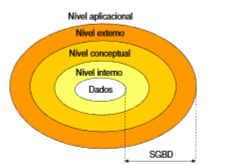 Nível aplicacional
Nível externo
Nível conceptual
Nível interno
Dados
SGBD